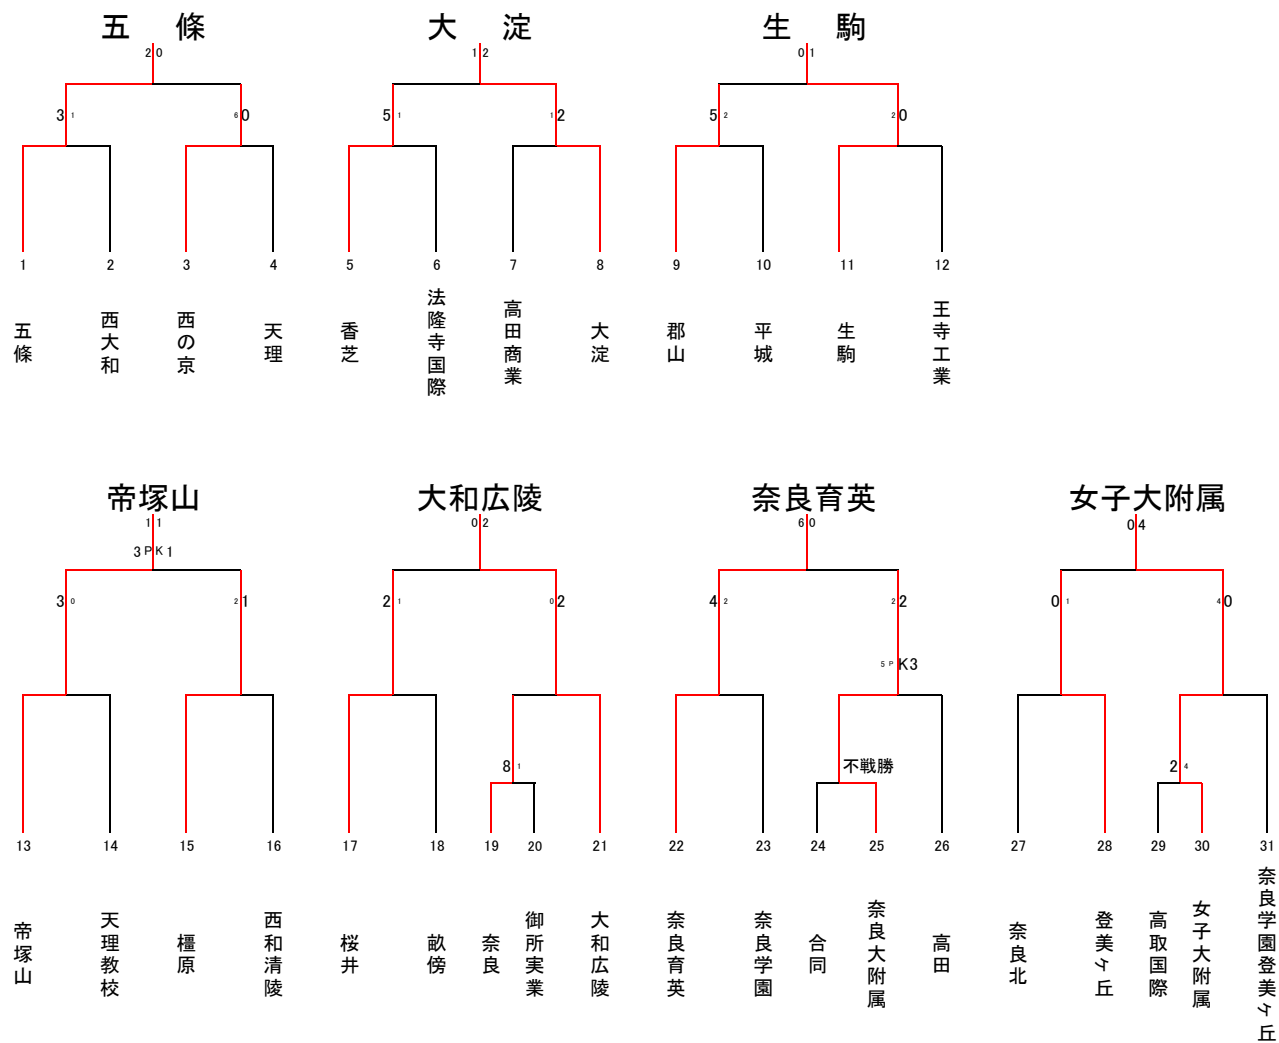 五　條
大　淀
生　駒
2 0
1 2
0 1
3 1
6 0
5 1
1 2
5 2
2 0
1
2
3
4
5
6
7
8
9
10
11
12
五條
西大和
西の京
天理
香芝
法隆寺国際
高田商業
大淀
郡山
平城
生駒
王寺工業
帝塚山
大和広陵
奈良育英
女子大附属
1 1
0 2
6 0
0 4
3 P K 1
3 0
2 1
2 1
0 2
4 2
2 2
0 1
4 0
5 P K3
8 1
不戦勝
2 4
13
14
15
16
17
18
19
20
21
22
23
24
25
26
27
28
29
30
31
帝塚山
天理教校
橿原
西和清陵
桜井
畝傍
奈良
御所実業
大和広陵
奈良育英
奈良学園
合同
奈良大附属
高田
奈良北
登美ヶ丘
高取国際
女子大附属
奈良学園登美ヶ丘